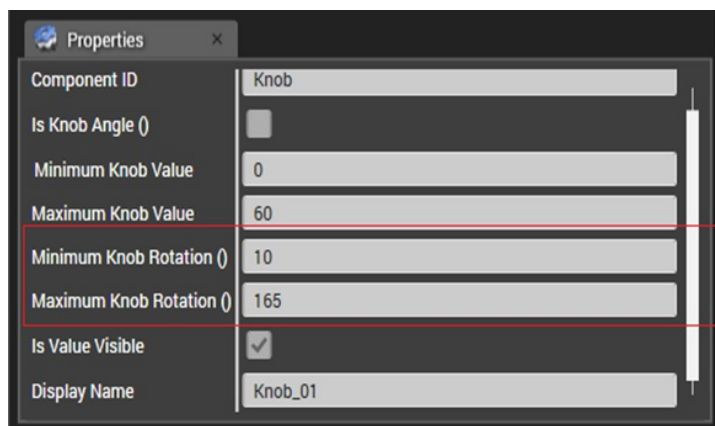 Properties ×
Component ID Knob
Is Knob Angle ()
Minimum Knob Value 0
Maximum Knob Value 60
Minimum Knob Rotation () 10
Maximum Knob Rotation () 165
Is Value Visible
Display Name Knob_01